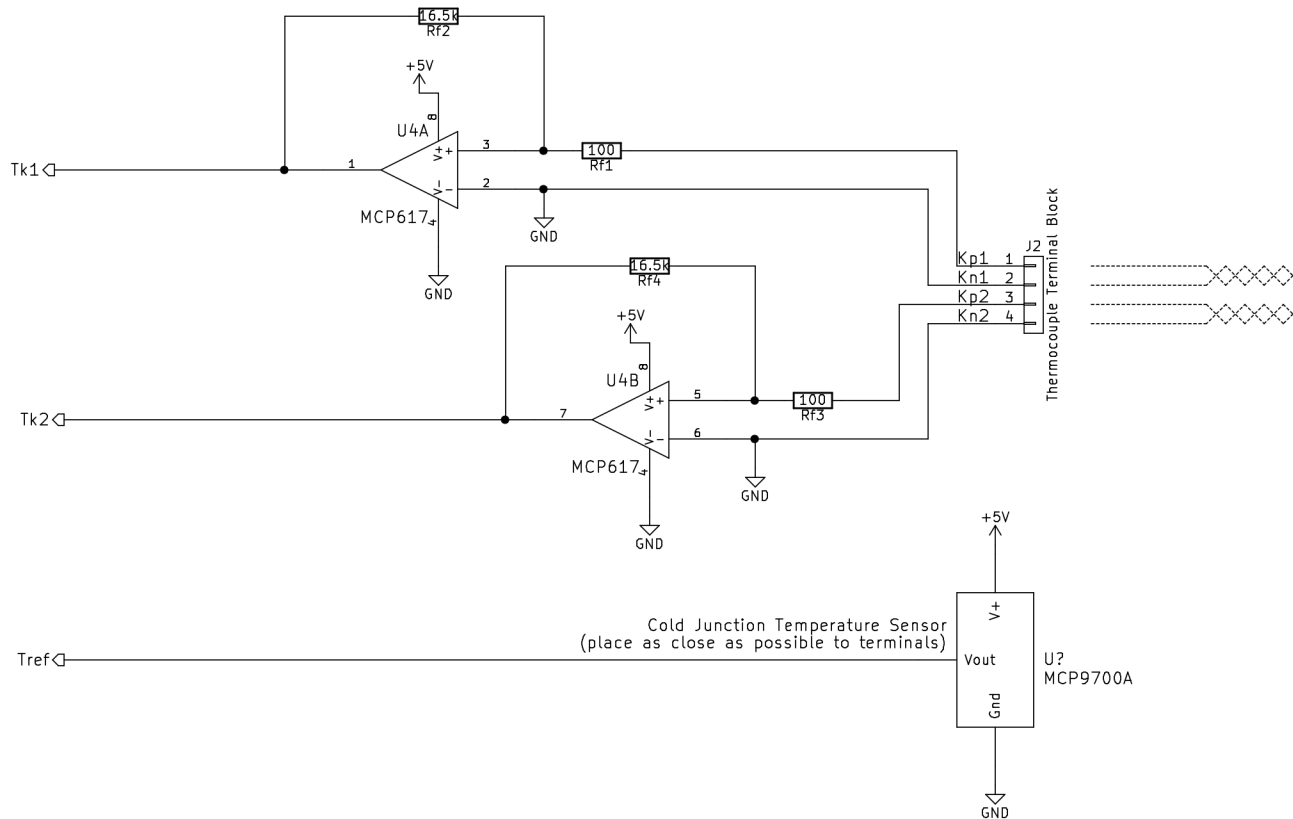 16.5k
Rf2
+5V
8
U4A
V+
+
3
100
Rf1
Tk1
1
V-
-
2
MCP617
4
GND
GND
Thermocouple Terminal Block
J2
Kp1 1
Kn1 2
Kp2 3
Kn2 4
16.5k
Rf4
+5V
8
U4B
V+
+
5
100
Rf3
Tk2
7
V-
-
6
MCP617
4
GND
GND
+5V
V+
Cold Junction Temperature Sensor
(place as close as possible to terminals)
Tref
Vout
U?
MCP9700A
Gnd
GND